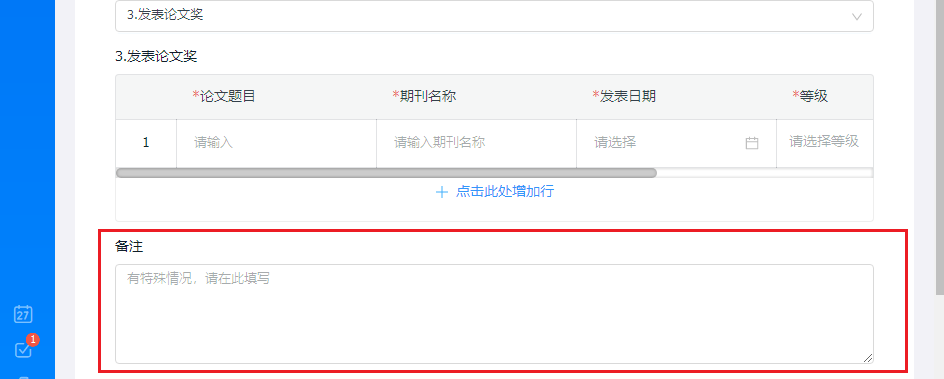 3.发表论文奖
3.发表论文奖
*论文题目 *期刊名称 *发表日期 *等级
1 请输入 请输入期刊名称 请选择 请选择等级
+ 点击此处增加行
备注
有特殊情况，请在此填写
27
1